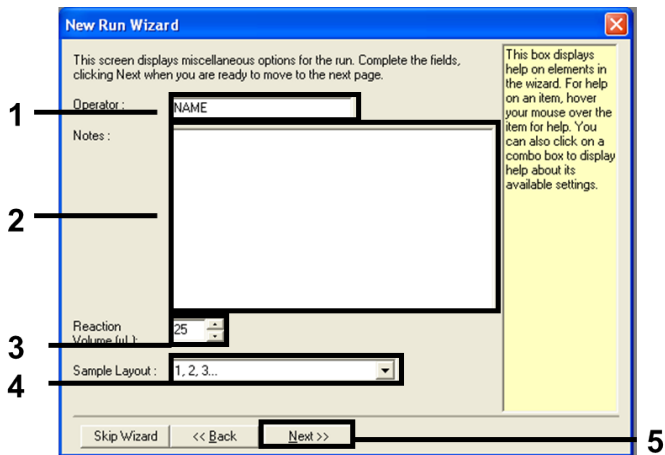 New Run Wizard
This screen displays miscellaneous options for the run. Complete the fields,
clicking Next when you are ready to move to the next page.
1
Operator :
NAME
Notes :
2
Reaction
Volume (µL):
25
3
Sample Layout :
1, 2, 3...
4
Skip Wizard
<< Back
Next >>
5
This box displays
help on elements in
the wizard. For help
on an item, hover
your mouse over the
item for help. You
can also click on a
combo box to display
help about its
available settings.